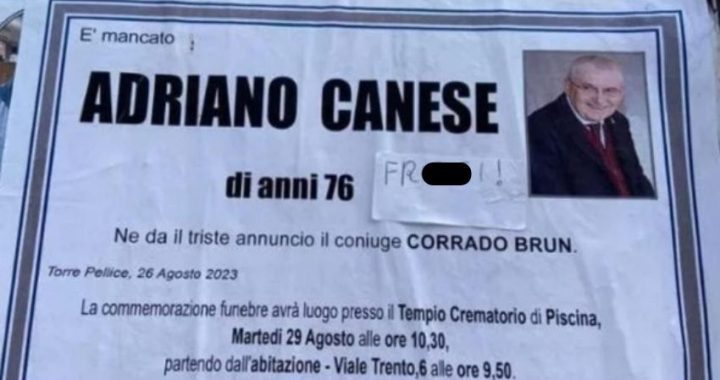 E' mancato
ADRIANO CANESE
di anni 76
FR I!
Ne da il triste annuncio il coniuge CORRADO BRUN.
Torre Pellice, 26 Agosto 2023
La commemorazione funebre avrà luogo presso il Tempio Crematorio di Piscina,
Martedì 29 Agosto alle ore 10,30,
partendo dall'abitazione - Viale Trento,6 alle ore 9,50.